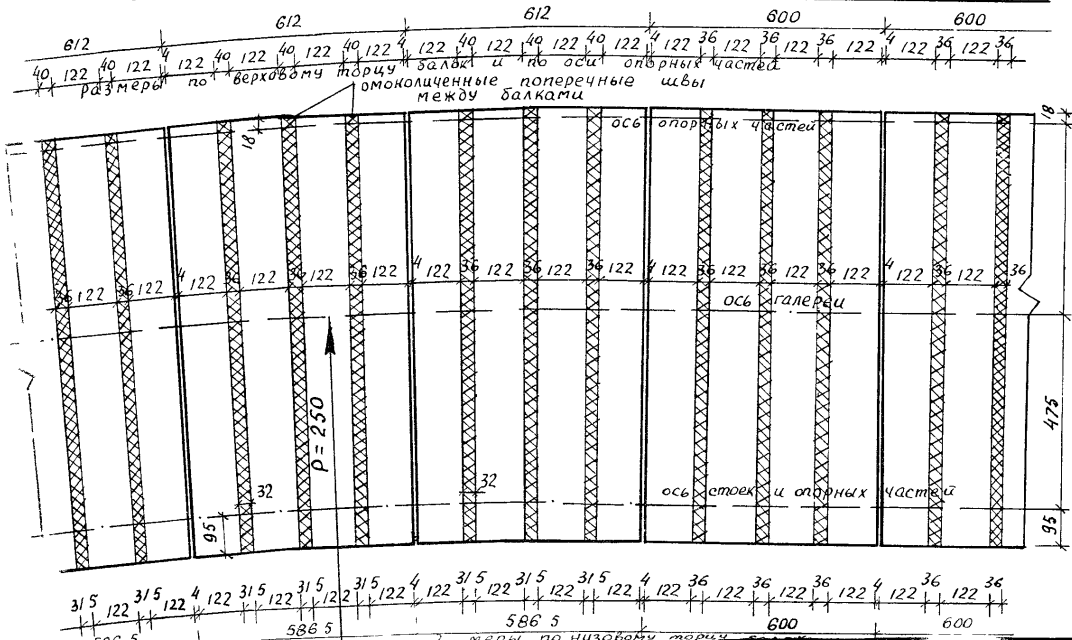 612 612 612 600 600
40 122 40 122 4 122 40 122 40 122 40 122 4 122 40 122 40 122 40 122 4 122 36 122 36 122 36 122 4 122 36 122 36
размеры по верховому торцу балок и по оси опорных частей
омоноличенные поперечные швы
между балками
18
ось опорных частей
18
36 122 36 122 4 122 36 122 36 122 36 122 4 122 36 122 36 122 36 122 4 122 36 122 36 122 36 122 4 122 36 122 36
ось галереи
P=250
475
32
32
ось стоек и опорных частей
95
95
31 5 122 31 5 122 4 122 31 5 122 31 5 122 31 5 122 4 122 31 5 122 31 5 122 31 5 122 4 122 36 122 36 122 36 122 4 122 36 122 36
586 5 586 5 586 5 600 600
меры по низовому торцу балок